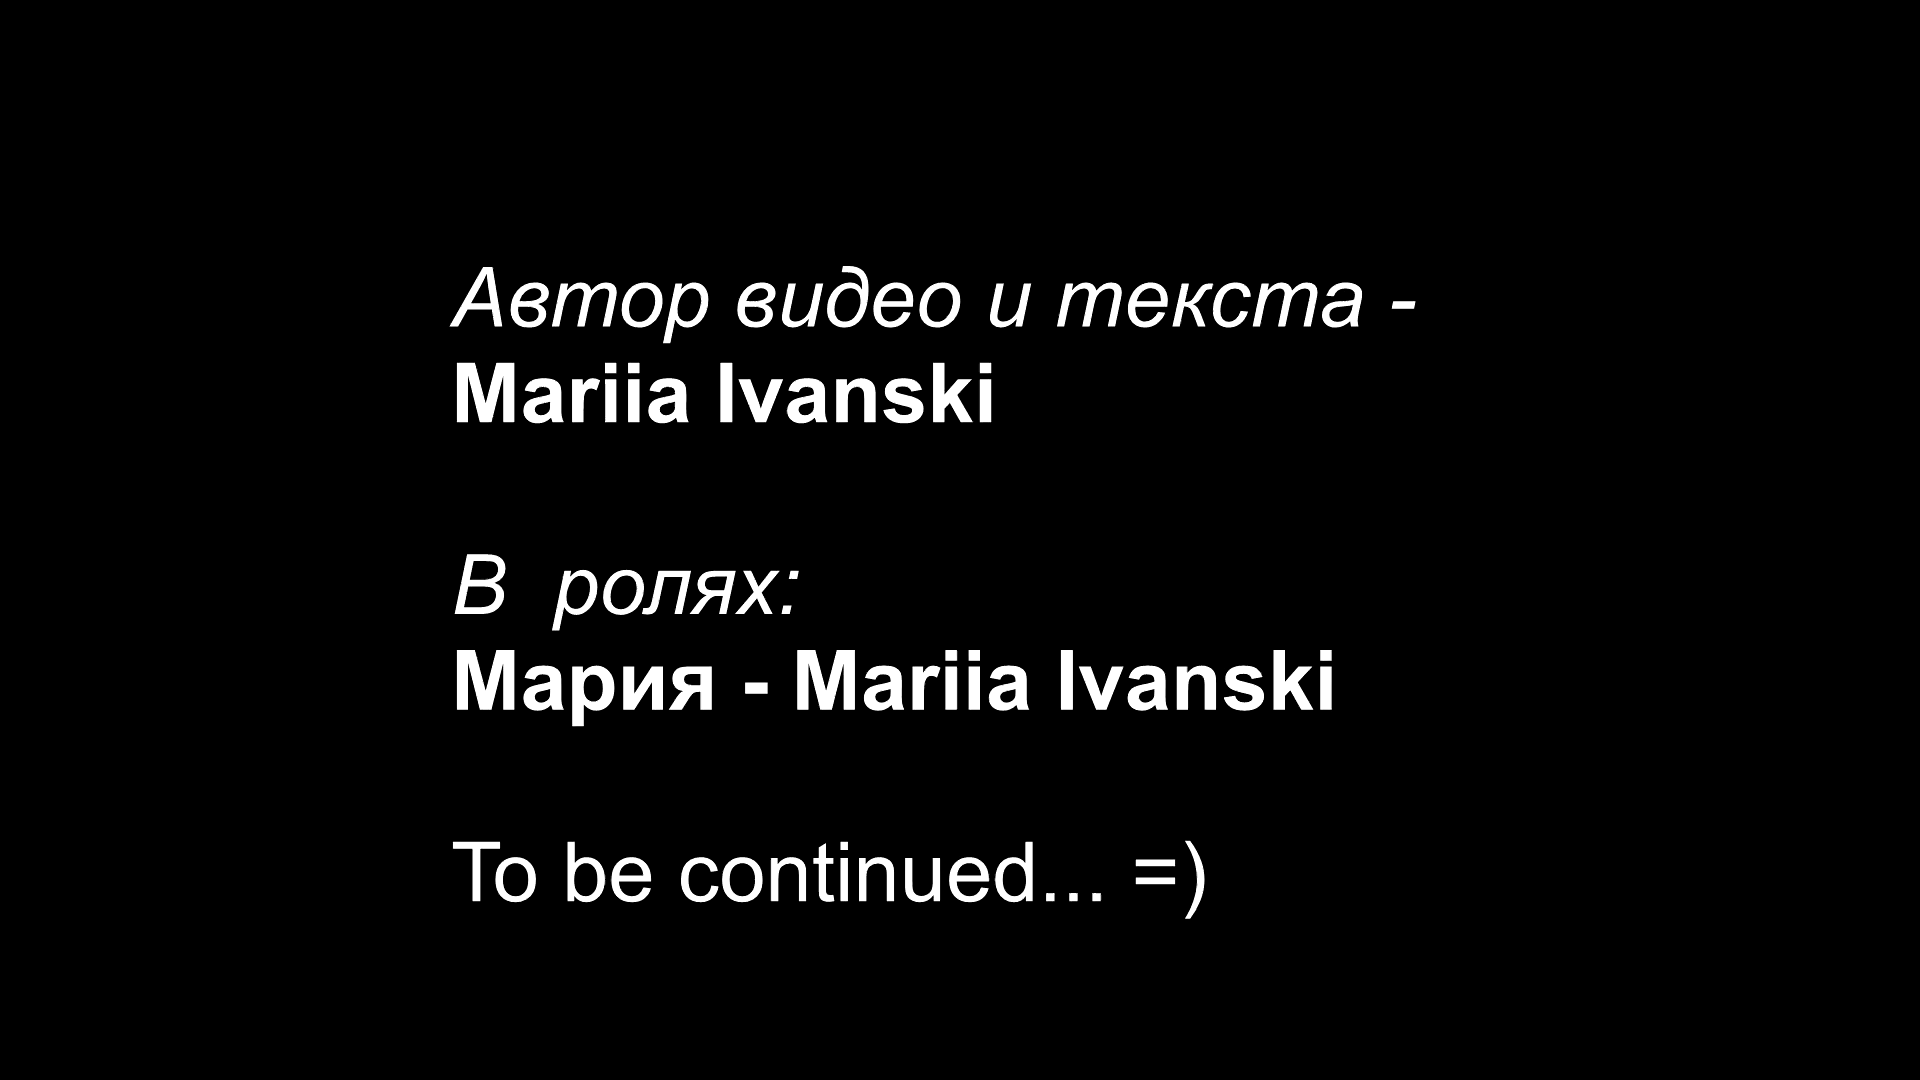 Автор видео и текста -
Mariia Ivanski
В  ролях:
Мария - Mariia Ivanski
To be continued... =)